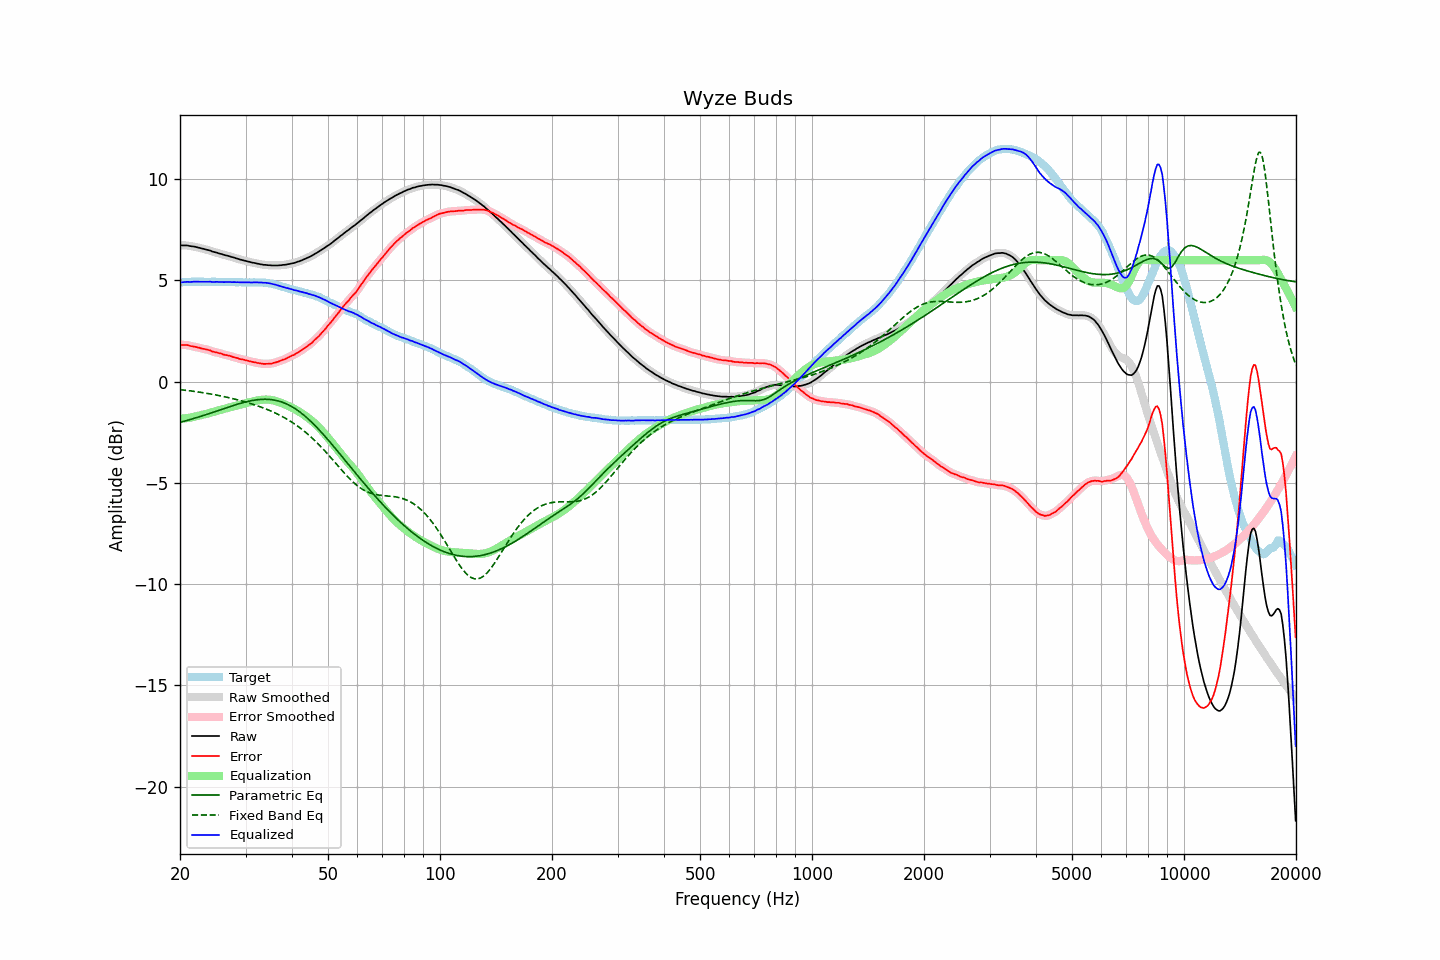 Wyze Buds
Amplitude (dBr)
10
5
0
−5
−10
−15
−20
Target
Raw Smoothed
Error Smoothed
Raw
Error
Equalization
Parametric Eq
Fixed Band Eq
Equalized
20 50 100 200 500 1000 2000 5000 10000 20000
Frequency (Hz)